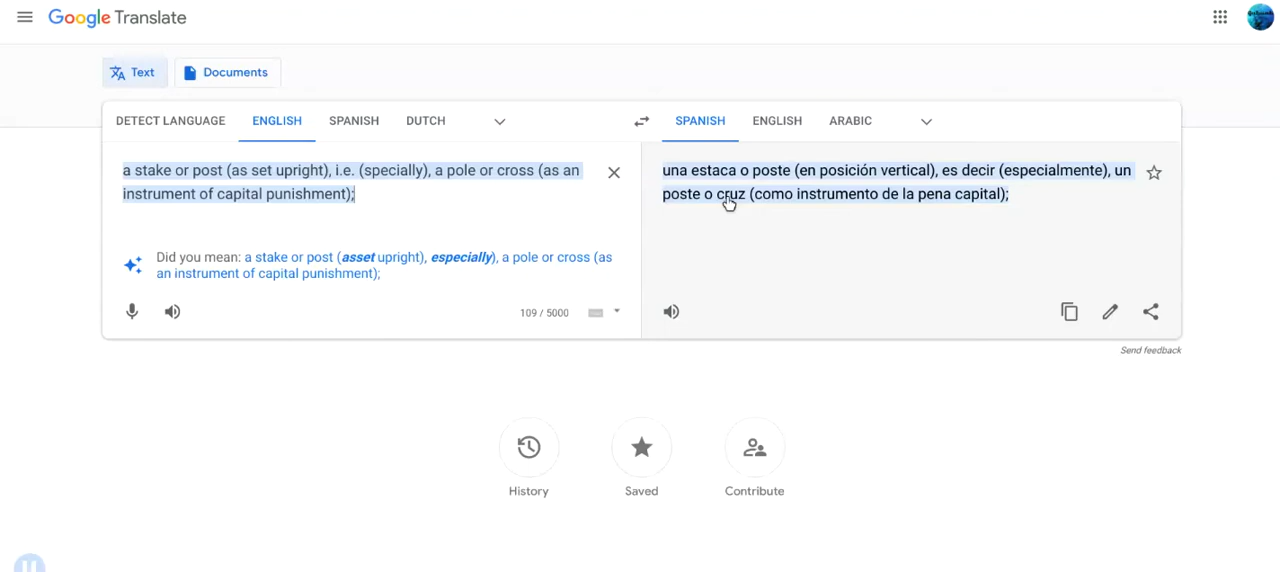 Google Translate
Text
Documents
DETECT LANGUAGE
ENGLISH
SPANISH
DUTCH
SPANISH
ENGLISH
ARABIC
a stake or post (as set upright), i.e. (specially), a pole or cross (as an
instrument of capital punishment);
una estaca o poste (en posición vertical), es decir (especialmente), un
poste o cruz (como instrumento de la pena capital);
Did you mean: a stake or post (asset upright), especially), a pole or cross (as
an instrument of capital punishment);
109 / 5000
Send feedback
History
Saved
Contribute